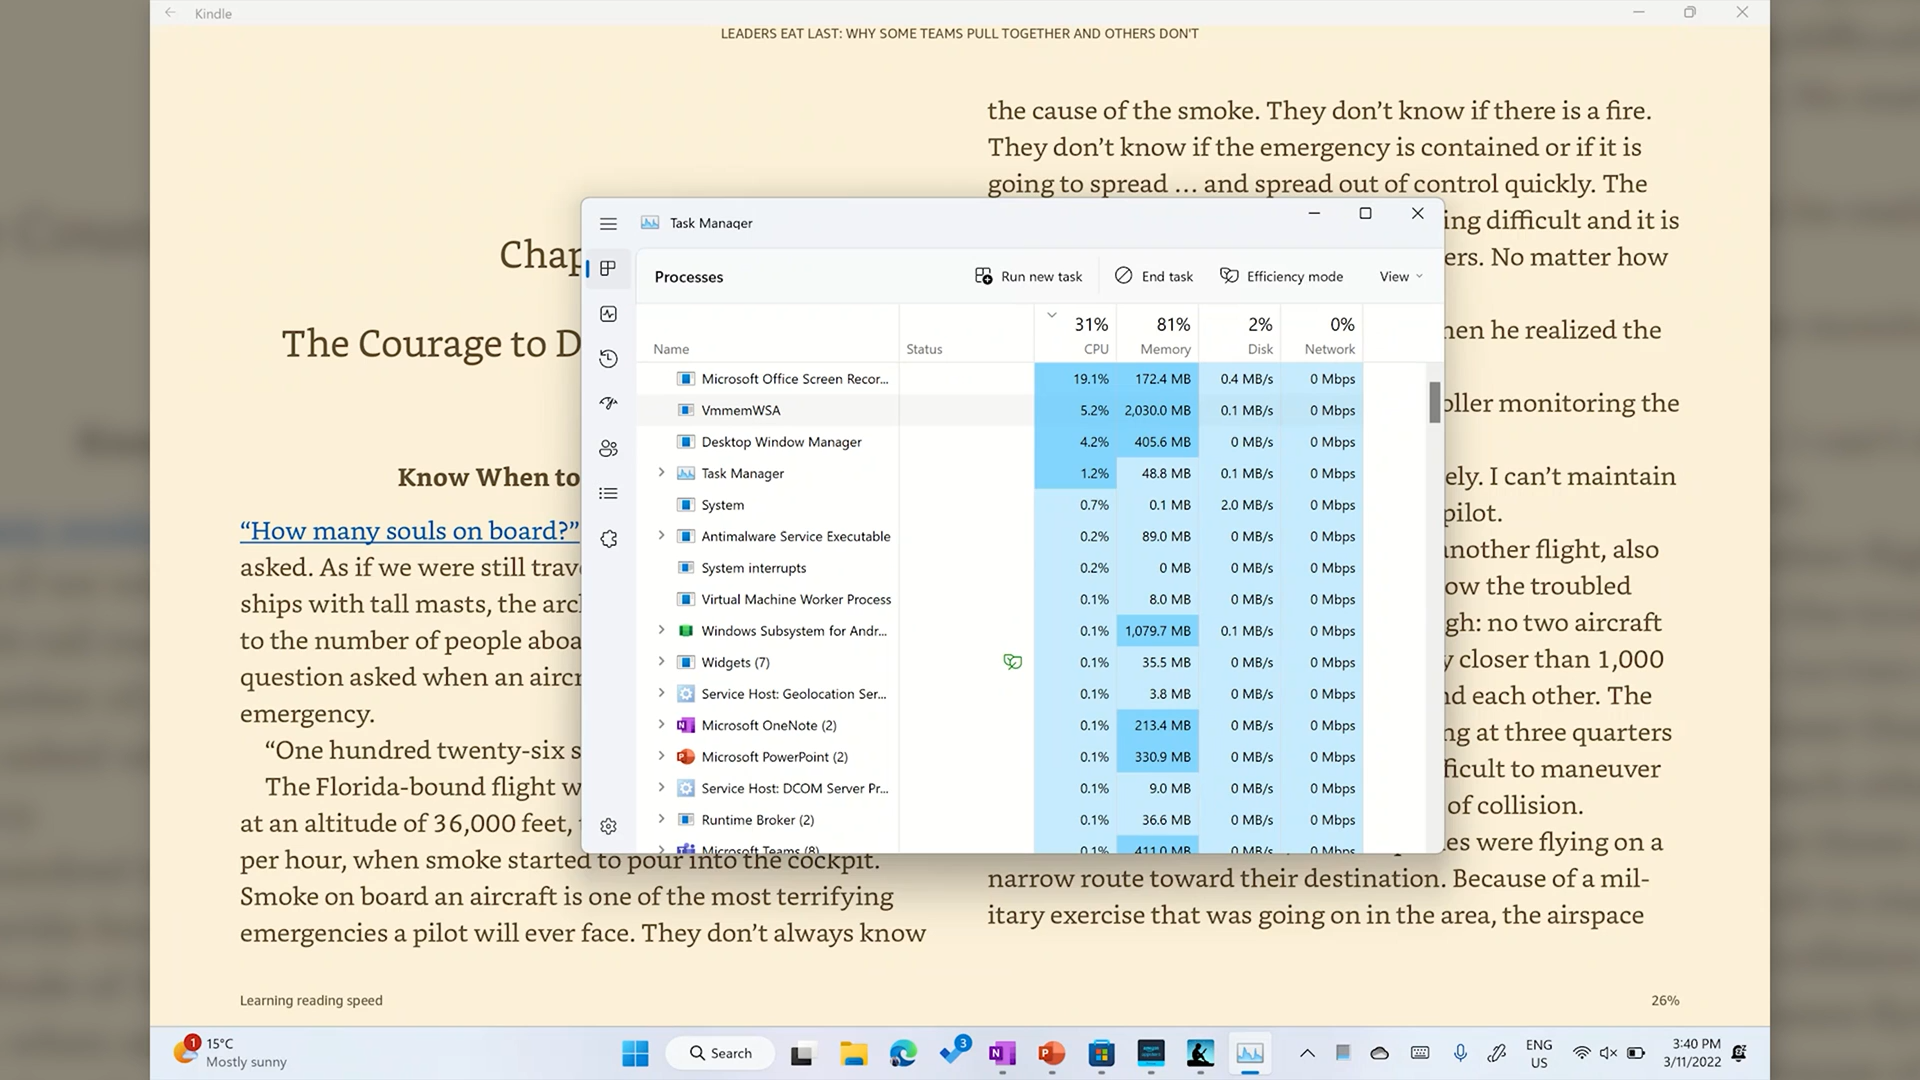 Kindle
LEADERS EAT LAST: WHY SOME TEAMS PULL TOGETHER AND OTHERS DON'T
Chap
The Courage to D
Know When to
“How many souls on board?”
asked. As if we were still trav
ships with tall masts, the arc
to the number of people aboa
question asked when an aircr
emergency.
“One hundred twenty-six s
The Florida-bound flight w
at an altitude of 36,000 feet,
per hour, when smoke started to pour into the cockpit.
Smoke on board an aircraft is one of the most terrifying
emergencies a pilot will ever face. They don’t always know
the cause of the smoke. They don’t know if there is a fire.
They don’t know if the emergency is contained or if it is
going to spread … and spread out of control quickly. The
ing difficult and it is
ers. No matter how
hen he realized the
oller monitoring the
ely. I can’t maintain
pilot.
another flight, also
ow the troubled
gh: no two aircraft
y closer than 1,000
nd each other. The
ng at three quarters
ficult to maneuver
of collision.
es were flying on a
narrow route toward their destination. Because of a mil-
itary exercise that was going on in the area, the airspace
Learning reading speed
26%
Task Manager
Processes
Run new task
End task
Efficiency mode
View
31% 81% 2% 0%
Name Status CPU Memory Disk Network
Microsoft Office Screen Recor... 19.1% 172.4 MB 0.4 MB/s 0 Mbps
VmmemWSA 5.2% 2,030.0 MB 0.1 MB/s 0 Mbps
Desktop Window Manager 4.2% 405.6 MB 0 MB/s 0 Mbps
Task Manager 1.2% 48.8 MB 0.1 MB/s 0 Mbps
System 0.7% 0.1 MB 2.0 MB/s 0 Mbps
Antimalware Service Executable 0.2% 89.0 MB 0 MB/s 0 Mbps
System interrupts 0.2% 0 MB 0 MB/s 0 Mbps
Virtual Machine Worker Process 0.1% 8.0 MB 0 MB/s 0 Mbps
Windows Subsystem for Andr... 0.1% 1,079.7 MB 0.1 MB/s 0 Mbps
Widgets (7) 0.1% 35.5 MB 0 MB/s 0 Mbps
Service Host: Geolocation Ser... 0.1% 3.8 MB 0 MB/s 0 Mbps
Microsoft OneNote (2) 0.1% 213.4 MB 0 MB/s 0 Mbps
Microsoft PowerPoint (2) 0.1% 330.9 MB 0 MB/s 0 Mbps
Service Host: DCOM Server Pr... 0.1% 9.0 MB 0 MB/s 0 Mbps
Runtime Broker (2) 0.1% 36.6 MB 0 MB/s 0 Mbps
Microsoft Teams (8) 0.1% 411.0 MB 0 MB/s 0 Mbps
1
15°C
Mostly sunny
Search
3
ENG
US
3:40 PM
3/11/2022